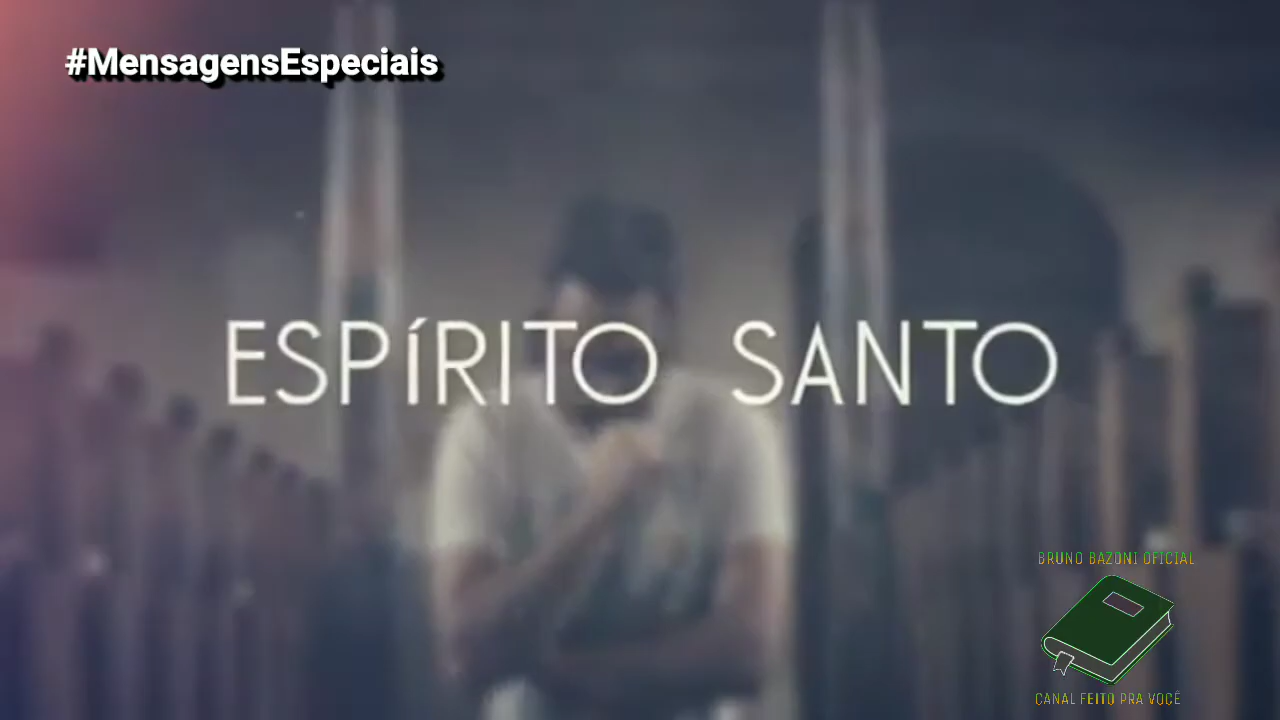 #MensagensEspeciais
ESPÍRITO SANTO
BRUNO BAZONI OFICIAL
CANAL FEITO PRA VOCÊ